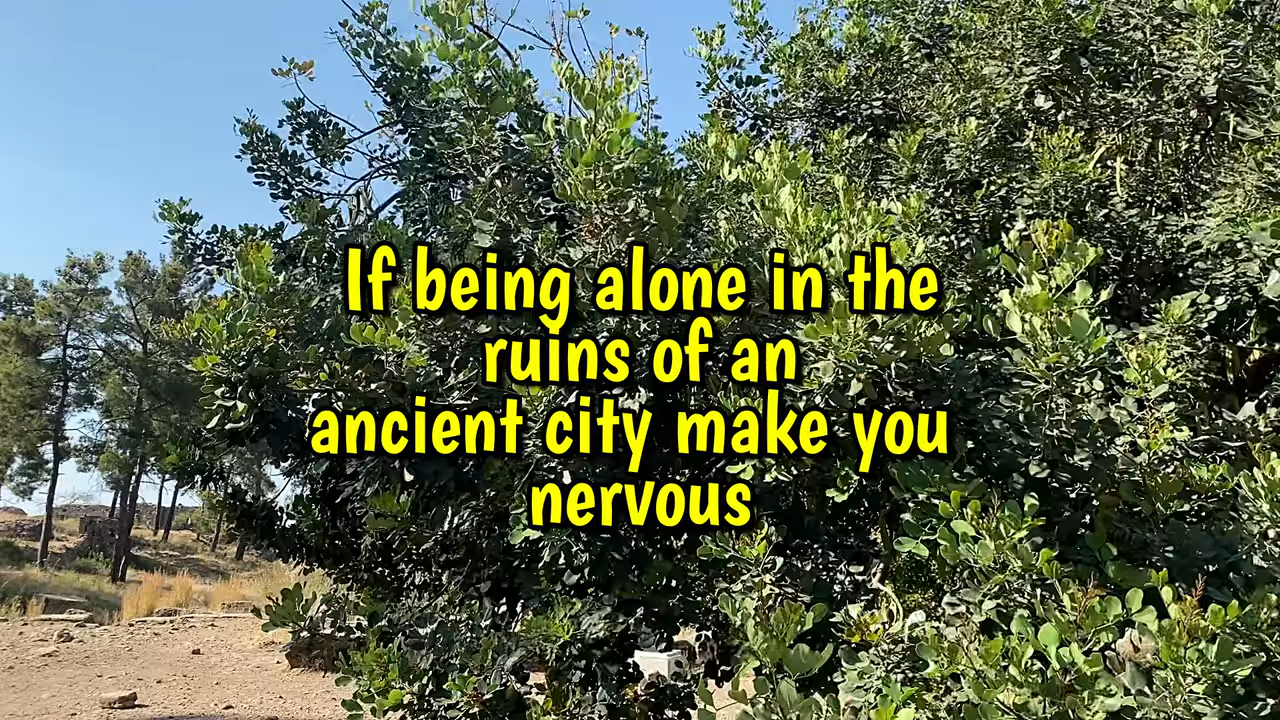 If being alone in the
ruins of an
ancient city make you
nervous